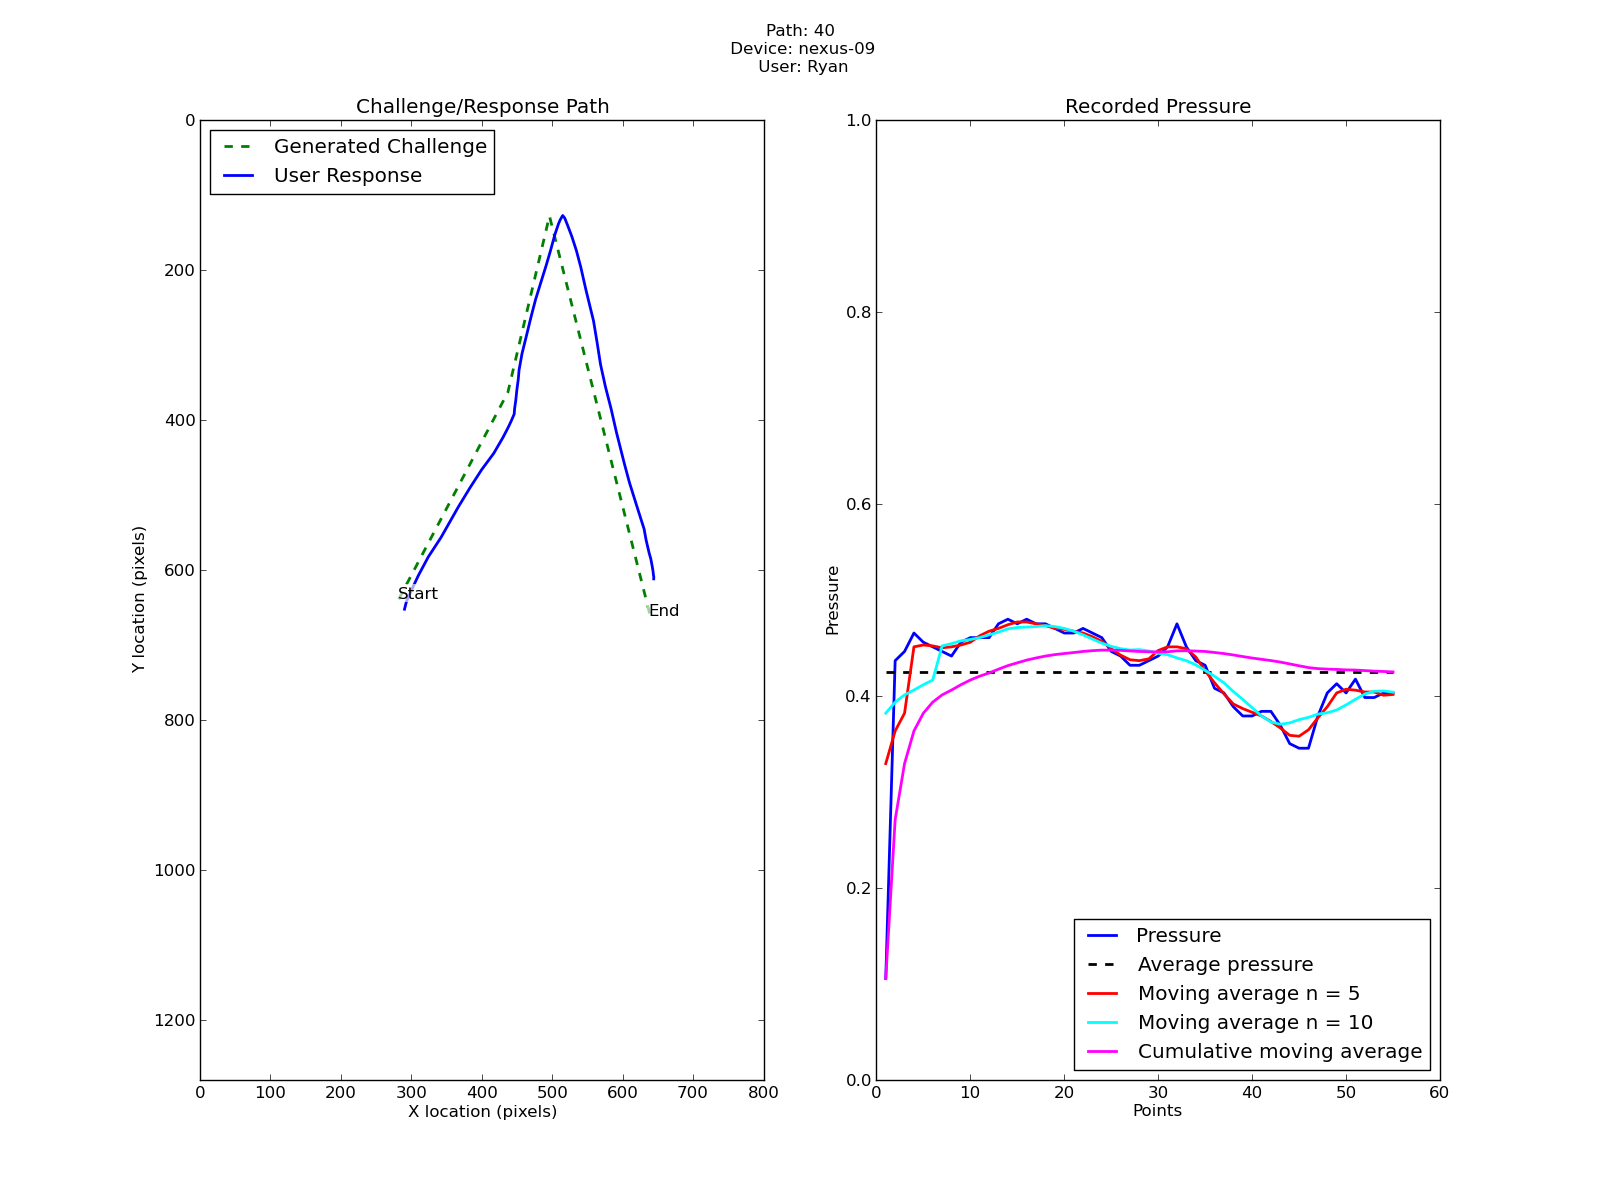 Path: 40
Device: nexus-09
User: Ryan
Challenge/Response Path
Generated Challenge
User Response
0
200
400
600
800
1000
1200
Y location (pixels)
Start
End
0 100 200 300 400 500 600 700 800
X location (pixels)
Recorded Pressure
1.0
0.8
0.6
0.4
0.2
0.0
Pressure
Pressure
Average pressure
Moving average n = 5
Moving average n = 10
Cumulative moving average
0 10 20 30 40 50 60
Points